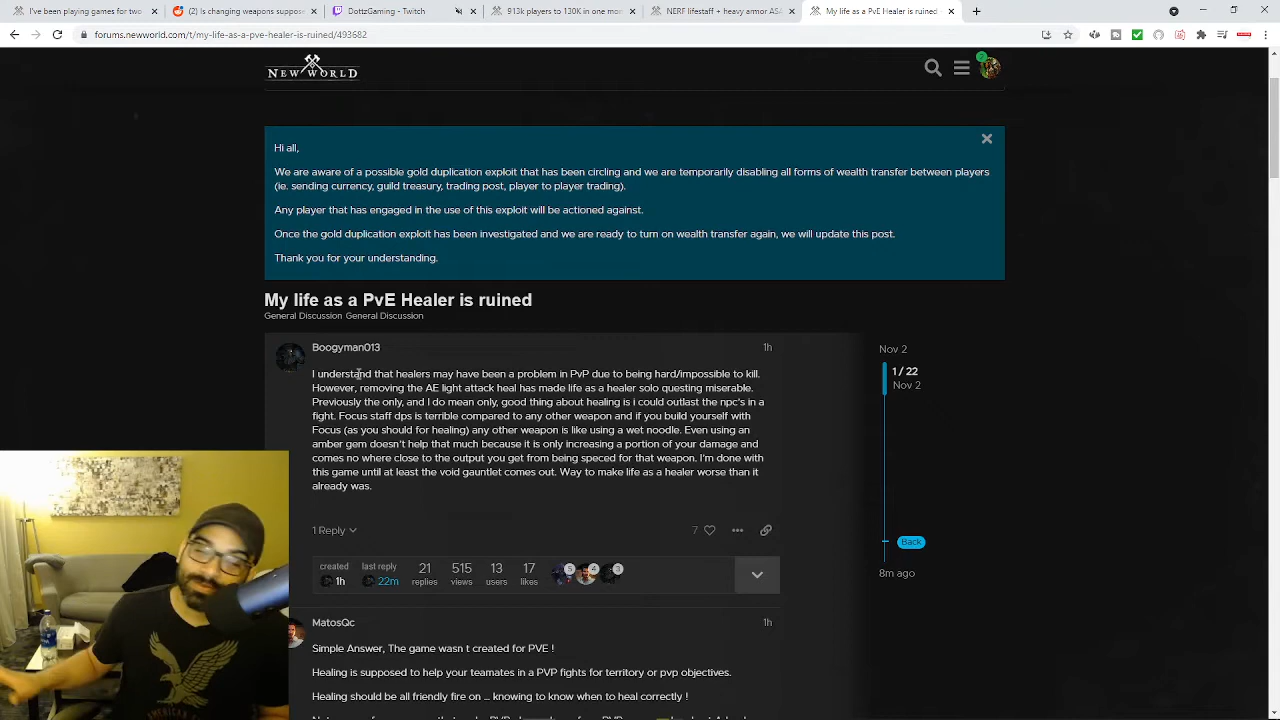 I've been playing games for two
(2) Is changing weapons suppos
DottzGaming - Twitch
913k players to 130K in one mon
NERF lifestaff + heavy armor AS
My life as a PvE Healer is ruined -
forums.newworld.com/t/my-life-as-a-pve-healer-is-ruined/493682
NEW WORLD
Hi all,
We are aware of a possible gold duplication exploit that has been circling and we are temporarily disabling all forms of wealth transfer between players
(ie. sending currency, guild treasury, trading post, player to player trading).
Any player that has engaged in the use of this exploit will be actioned against.
Once the gold duplication exploit has been investigated and we are ready to turn on wealth transfer again, we will update this post.
Thank you for your understanding.
My life as a PvE Healer is ruined
General Discussion General Discussion
Boogyman013 1h
I understand that healers may have been a problem in PvP due to being hard/impossible to kill.
However, removing the AE light attack heal has made life as a healer solo questing miserable.
Previously the only, and I do mean only, good thing about healing is i could outlast the npc's in a
fight. Focus staff dps is terrible compared to any other weapon and if you build yourself with
Focus (as you should for healing) any other weapon is like using a wet noodle. Even using an
amber gem doesn't help that much because it is only increasing a portion of your damage and
comes no where close to the output you get from being speced for that weapon. I'm done with
this game until at least the void gauntlet comes out. Way to make life as a healer worse than it
already was.
1 Reply 7
created last reply 21 515 13 17
1h 22m replies views users likes
Nov 2
1 / 22
Nov 2
Back
8m ago
MatosQc 1h
Simple Answer, The game wasn t created for PVE !
Healing is supposed to help your teamates in a PVP fights for territory or pvp objectives.
Healing should be all friendly fire on ... knowing to know when to heal correctly !
AMERICAN